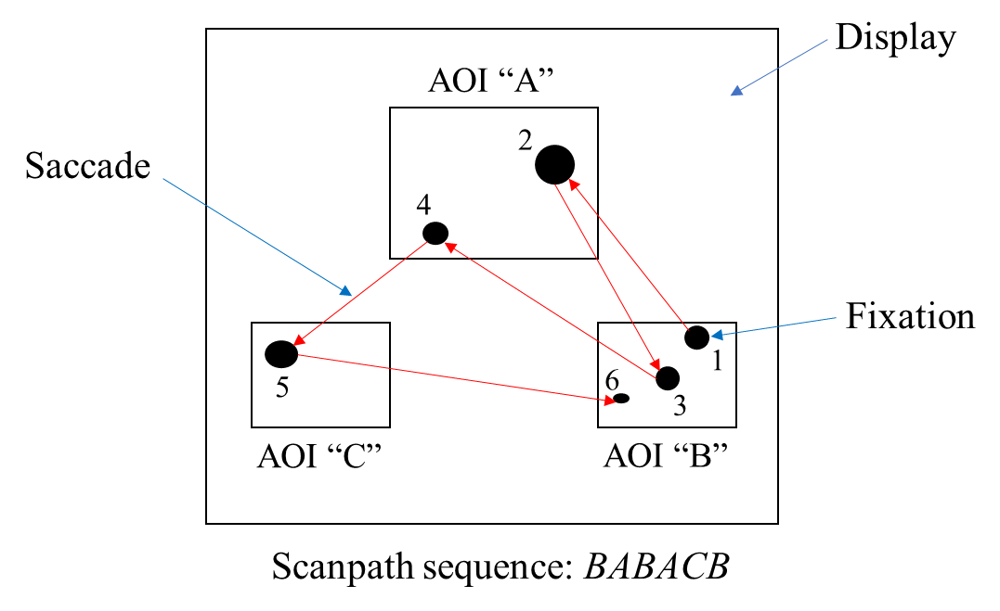 Display
AOI “A”
2
Saccade
4
Fixation
1
5
6
3
AOI “C”
AOI “B”
Scanpath sequence: BABACB